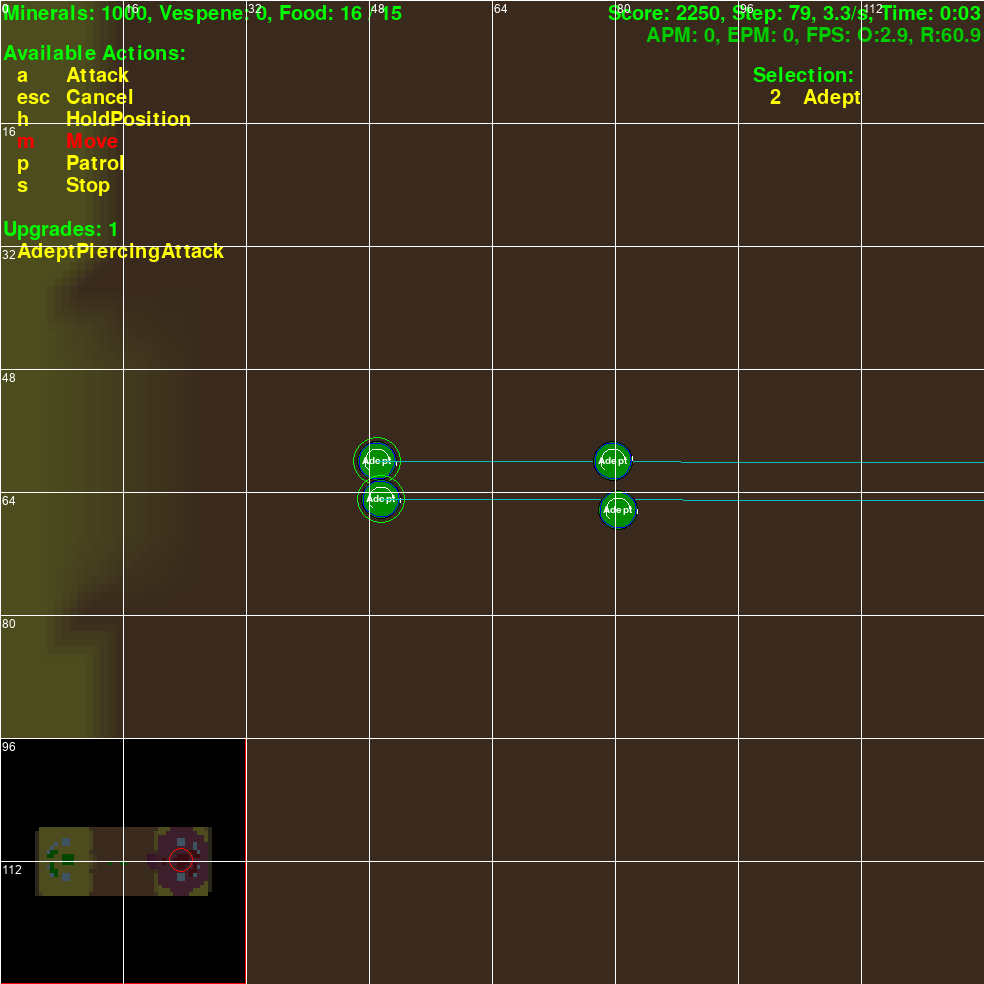 Minerals: 1000, Vespene: 0, Food: 16 / 15
Score: 2250, Step: 79, 3.3/s, Time: 0:03
APM: 0, EPM: 0, FPS: O:2.9, R:60.9
0 16 32 48 64 80 96 112
Available Actions:
a Attack
esc Cancel
h HoldPosition
m Move
p Patrol
s Stop
Selection:
2 Adept
16
Upgrades: 1
AdeptPiercingAttack
32
48
Adept Adept
64
Adept Adept
80
96
112